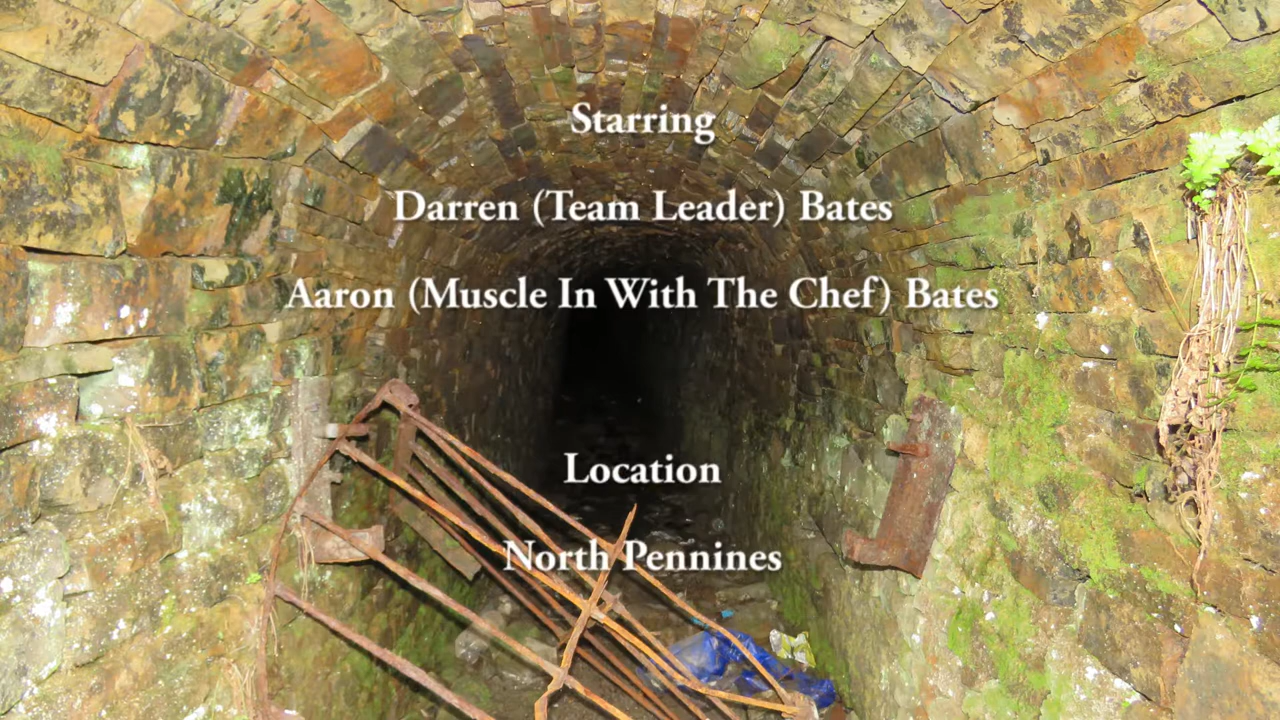 Starring
Darren (Team Leader) Bates
Aaron (Muscle In With The Chef) Bates
Location
North Pennines